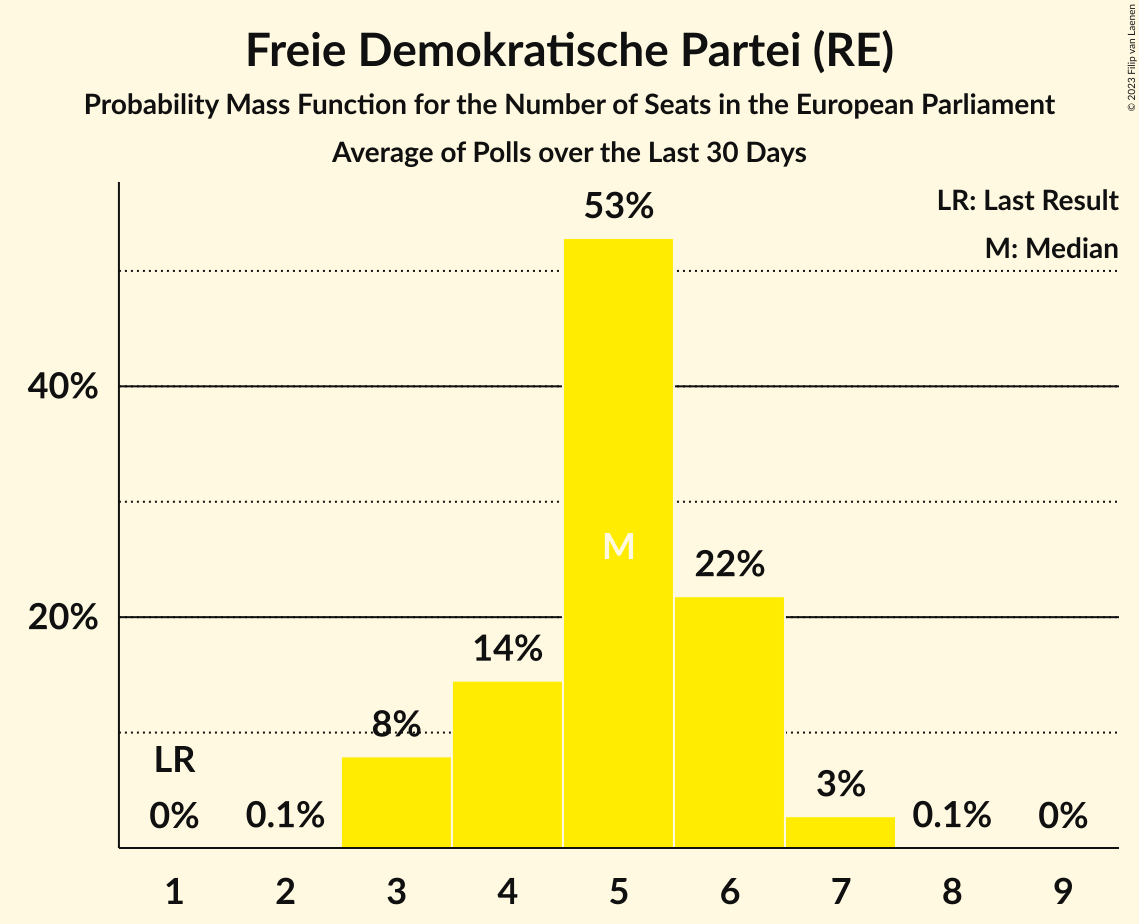 Freie Demokratische Partei (RE)
Probability Mass Function for the Number of Seats in the European Parliament
Average of Polls over the Last 30 Days
© 2023 Filip van Laenen
LR: Last Result
M: Median
53%
40%
M
22%
20%
14%
8%
LR
3%
0%
0.1%
0.1%
0%
1 2 3 4 5 6 7 8 9